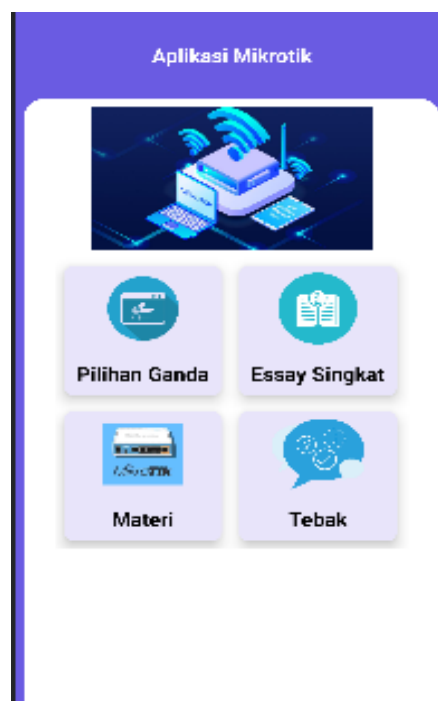 Aplikasi Mikrotik
Pilihan Ganda
Essay Singkat
Materi
Tebak